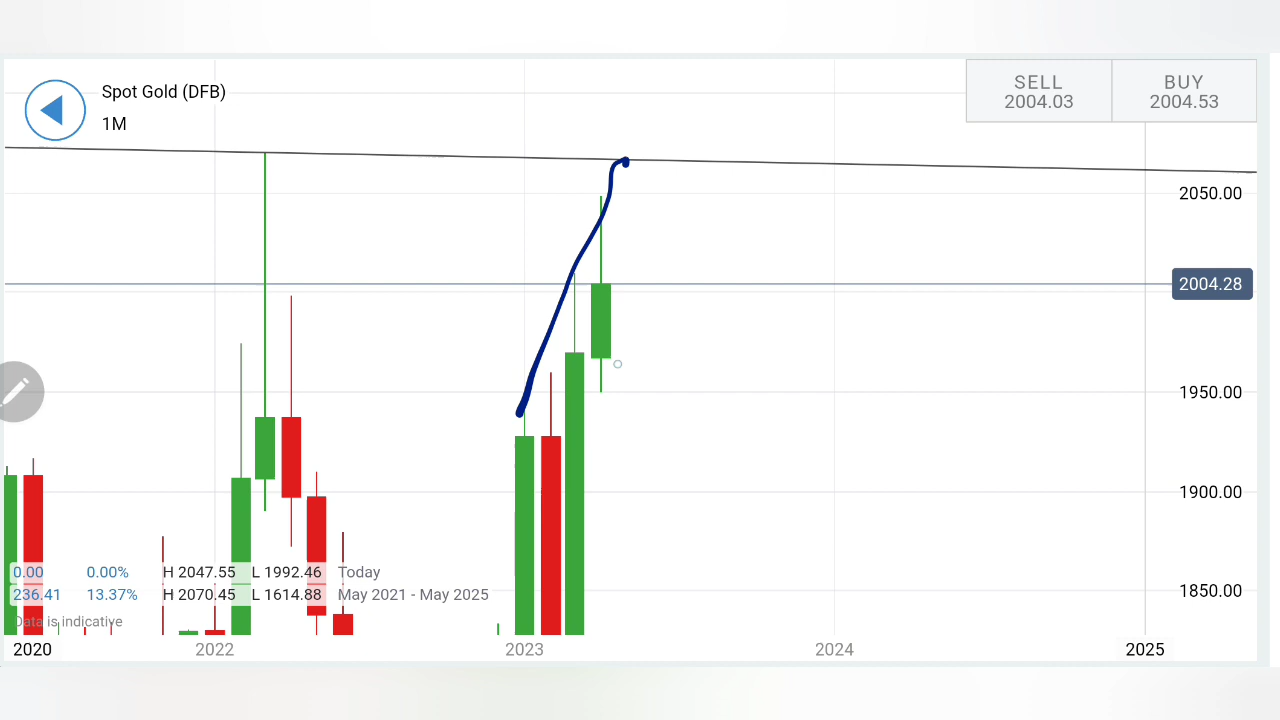 Spot Gold (DFB)
1M
SELL
2004.03
BUY
2004.53
2050.00
2004.28
1950.00
1900.00
1850.00
0.00 0.00% H 2047.55 L 1992.46 Today
236.41 13.37% H 2070.45 L 1614.88 May 2021 - May 2025
Data is indicative
2020 2022 2023 2024 2025